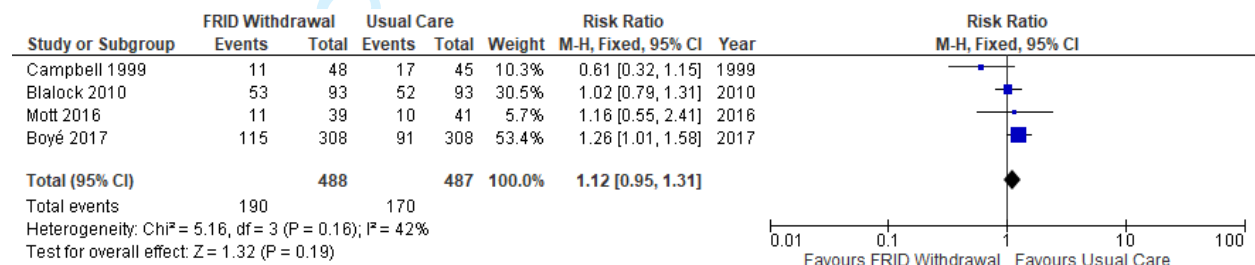 FRID Withdrawal Usual Care Risk Ratio Risk Ratio
Study or Subgroup Events Total Events Total Weight M-H, Fixed, 95% CI Year M-H, Fixed, 95% CI
Campbell 1999 11 48 17 45 10.3% 0.61 [0.32, 1.15] 1999
Blalock 2010 53 93 52 93 30.5% 1.02 [0.79, 1.31] 2010
Mott 2016 11 39 10 41 5.7% 1.16 [0.55, 2.41] 2016
Boyé 2017 115 308 91 308 53.4% 1.26 [1.01, 1.58] 2017
Total (95% CI) 488 487 100.0% 1.12 [0.95, 1.31]
Total events 190 170
Heterogeneity: Chi² = 5.16, df = 3 (P = 0.16); I² = 42%
Test for overall effect: Z = 1.32 (P = 0.19)
0.01 0.1 1 10 100
Favours FRID Withdrawal Favours Usual Care